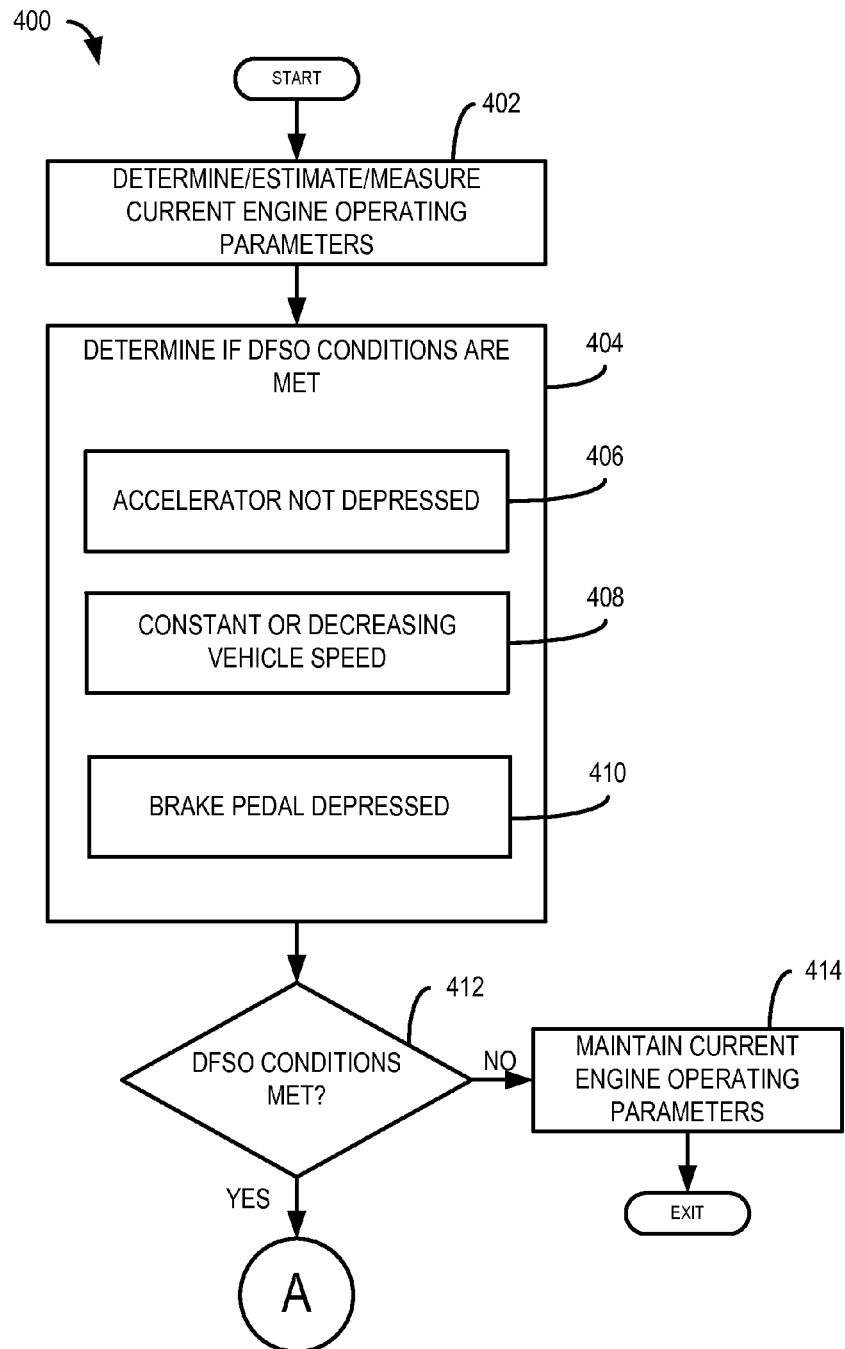 400
START
402
DETERMINE/ESTIMATE/MEASURE
CURRENT ENGINE OPERATING
PARAMETERS
DETERMINE IF DFSO CONDITIONS ARE
MET
404
ACCELERATOR NOT DEPRESSED
406
CONSTANT OR DECREASING
VEHICLE SPEED
408
BRAKE PEDAL DEPRESSED
410
412
DFSO CONDITIONS
MET?
NO
414
MAINTAIN CURRENT
ENGINE OPERATING
PARAMETERS
YES
EXIT
A